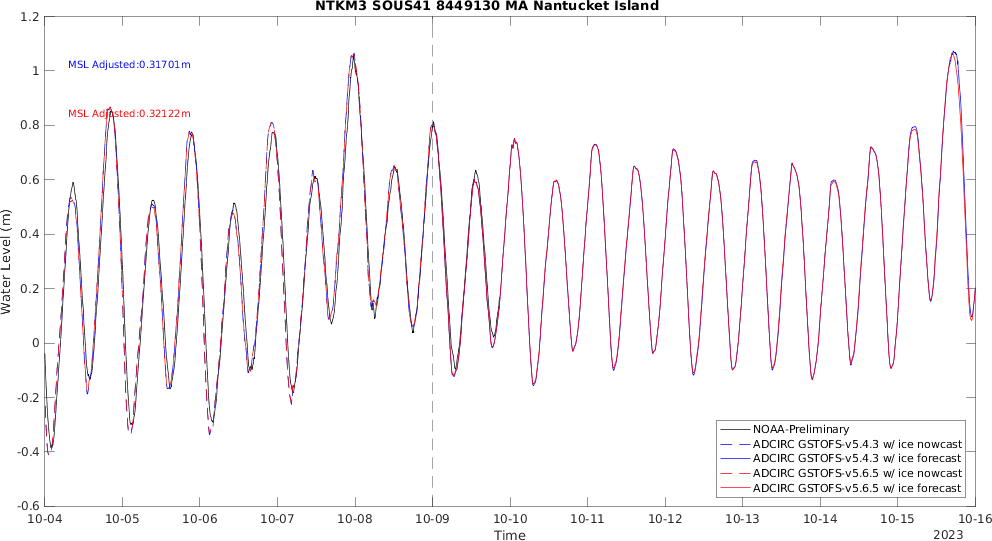 NTKM3 SOUS41 8449130 MA Nantucket Island
1.2
1
0.8
0.6
0.4
0.2
0
-0.2
-0.4
-0.6
Water Level (m)
MSL Adjusted:0.31701m
MSL Adjusted:0.32122m
NOAA-Preliminary
ADCIRC GSTOFS-v5.4.3 w/ ice nowcast
ADCIRC GSTOFS-v5.4.3 w/ ice forecast
ADCIRC GSTOFS-v5.6.5 w/ ice nowcast
ADCIRC GSTOFS-v5.6.5 w/ ice forecast
10-04 10-05 10-06 10-07 10-08 10-09 10-10 10-11 10-12 10-13 10-14 10-15 10-16
Time
2023